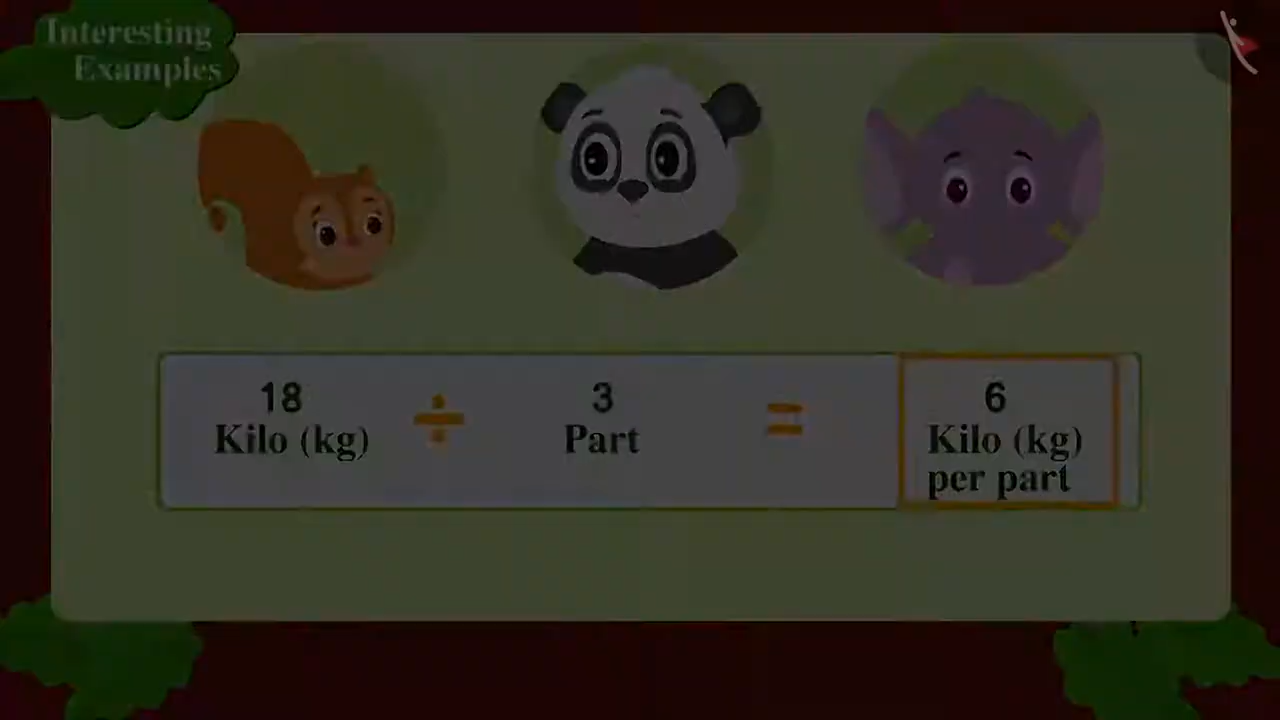 Interesting
Examples
18 ÷ 3 = 6
Kilo (kg) Part Kilo (kg)
per part